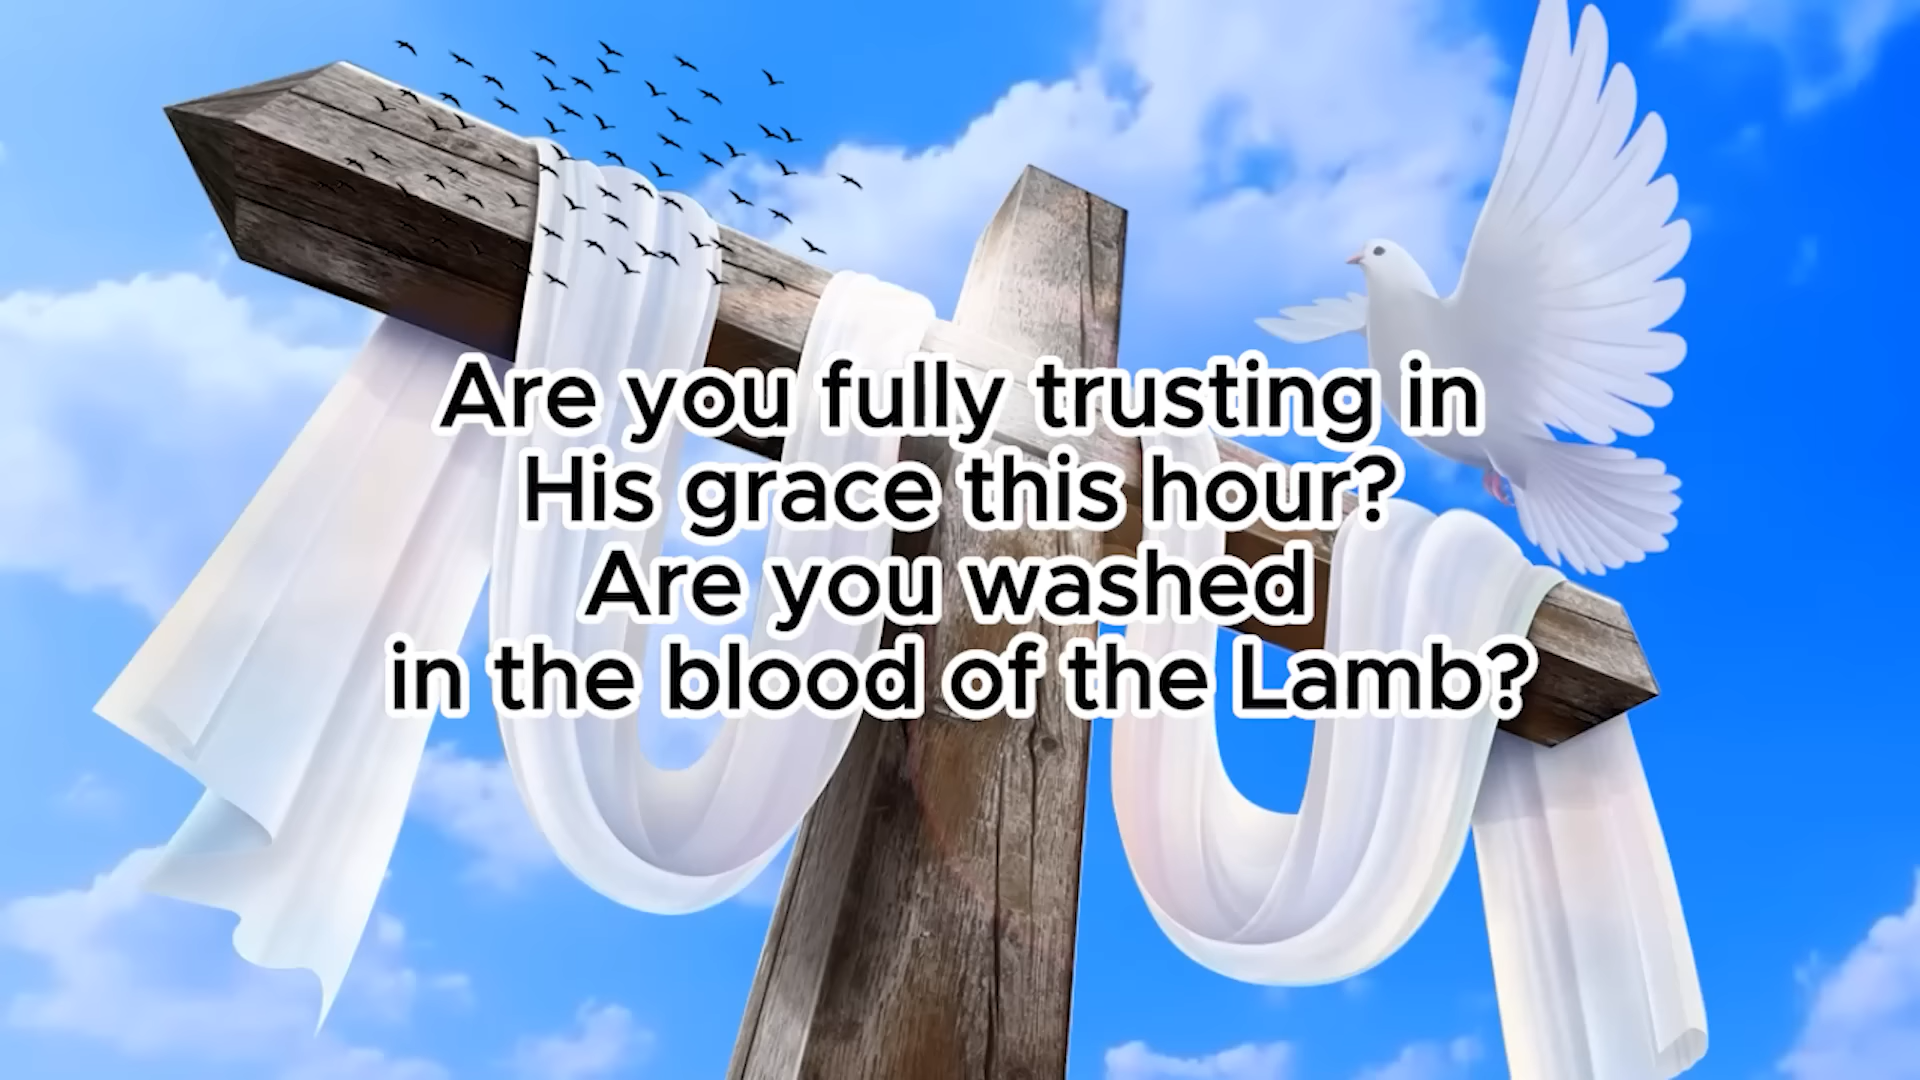 Are you fully trusting in
His grace this hour?
Are you washed
in the blood of the Lamb?